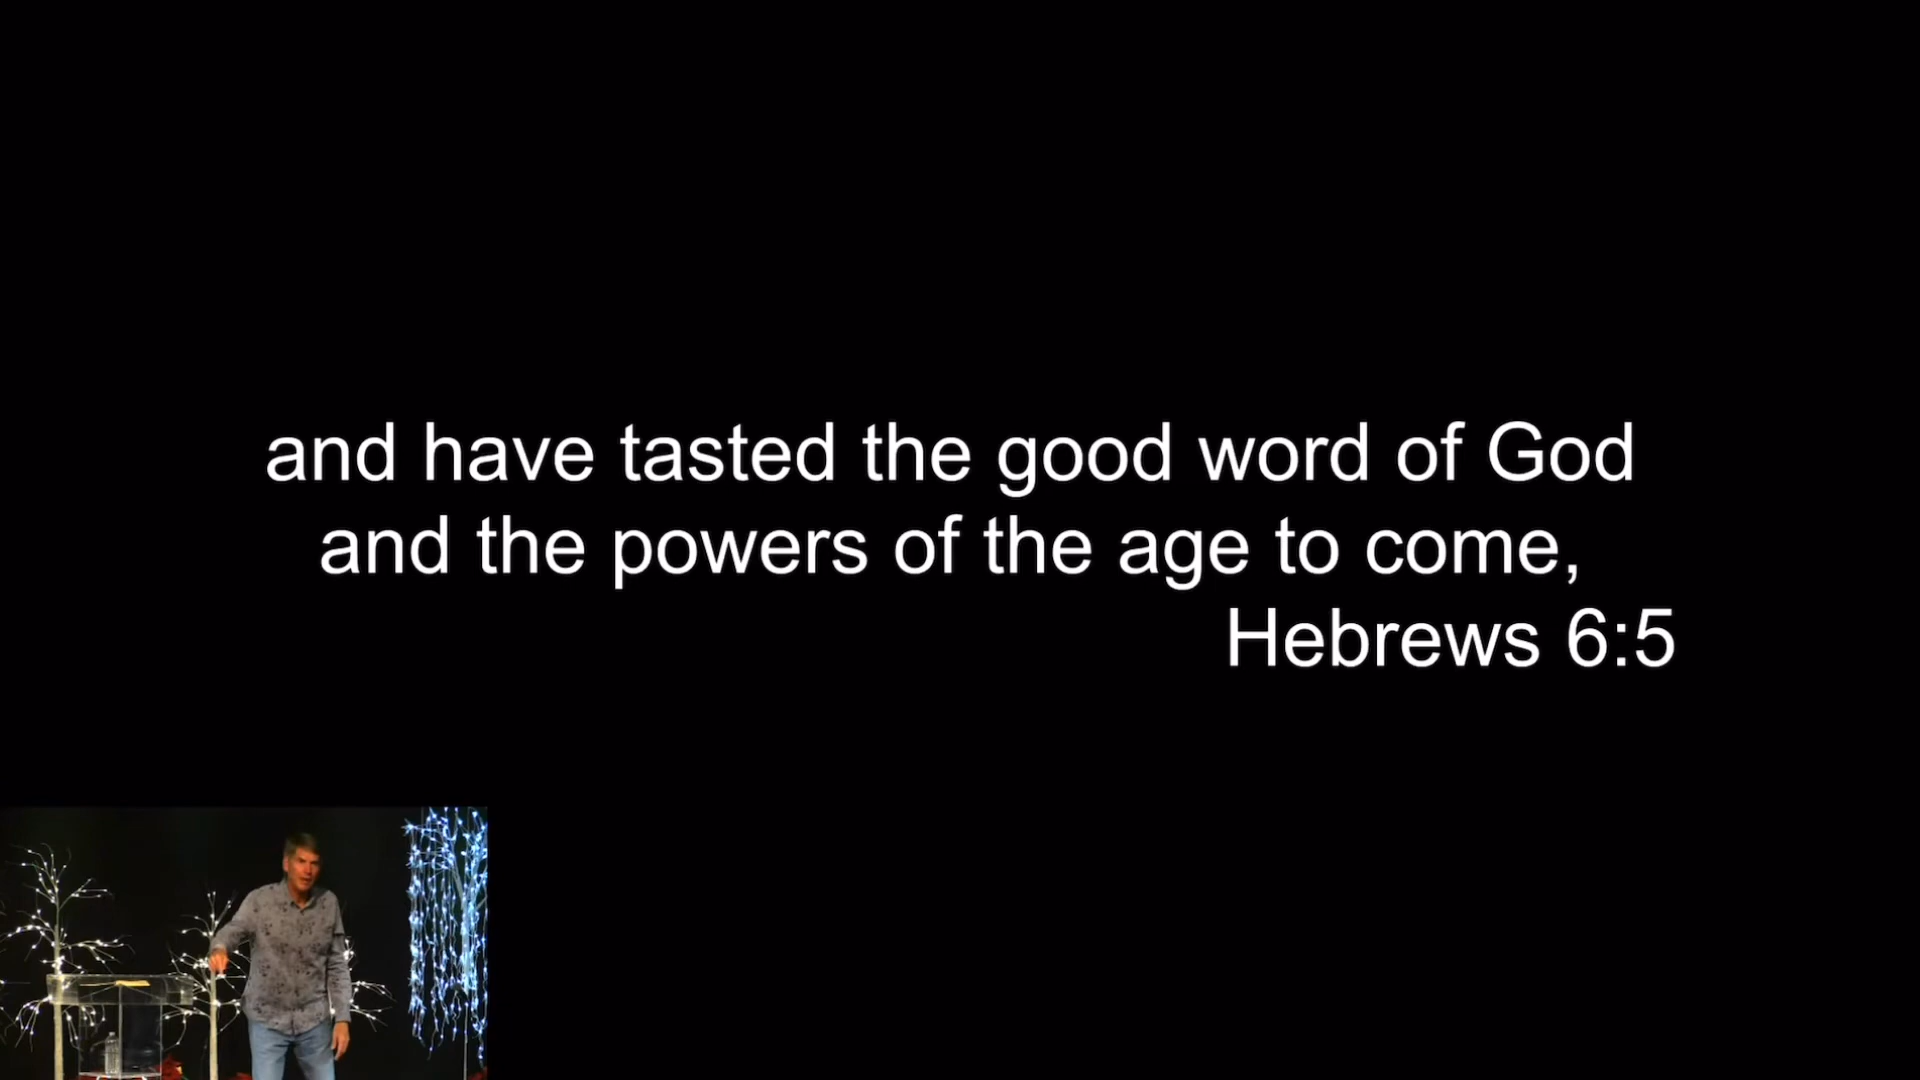 and have tasted the good word of God
and the powers of the age to come,
Hebrews 6:5